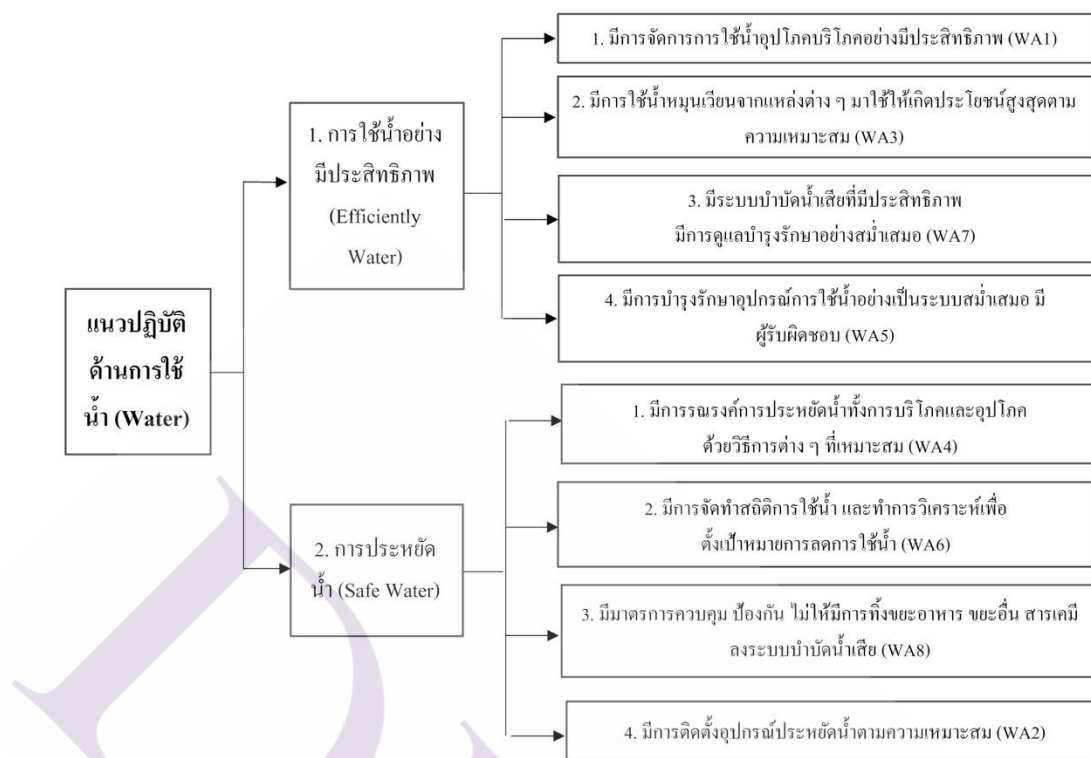 แนวปฏิบัติ
ด้านการใช้
น้ำ (Water)
1. การใช้น้ำอย่าง
มีประสิทธิภาพ
(Efficiently
Water)
1. มีการจัดการการใช้น้ำอุปโภคบริโภคอย่างมีประสิทธิภาพ (WA1)
2. มีการใช้น้ำหมุนเวียนจากแหล่งต่าง ๆ มาใช้ให้เกิดประโยชน์สูงสุดตาม
ความเหมาะสม (WA3)
3. มีระบบบำบัดน้ำเสียที่มีประสิทธิภาพ
มีการดูแลบำรุงรักษาอย่างสม่ำเสมอ (WA7)
4. มีการบำรุงรักษาอุปกรณ์การใช้น้ำอย่างเป็นระบบสม่ำเสมอ มี
ผู้รับผิดชอบ (WA5)
2. การประหยัด
น้ำ (Safe Water)
1. มีการรณรงค์การประหยัดน้ำทั้งการบริโภคและอุปโภค
ด้วยวิธีการต่าง ๆ ที่เหมาะสม (WA4)
2. มีการจัดทำสถิติการใช้น้ำ และทำการวิเคราะห์เพื่อ
ตั้งเป้าหมายการลดการใช้น้ำ (WA6)
3. มีมาตรการควบคุม ป้องกัน ไม่ให้มีการทิ้งขยะอาหาร ขยะอื่น สารเคมี
ลงระบบบำบัดน้ำเสีย (WA8)
4. มีการติดตั้งอุปกรณ์ประหยัดน้ำตามความเหมาะสม (WA2)